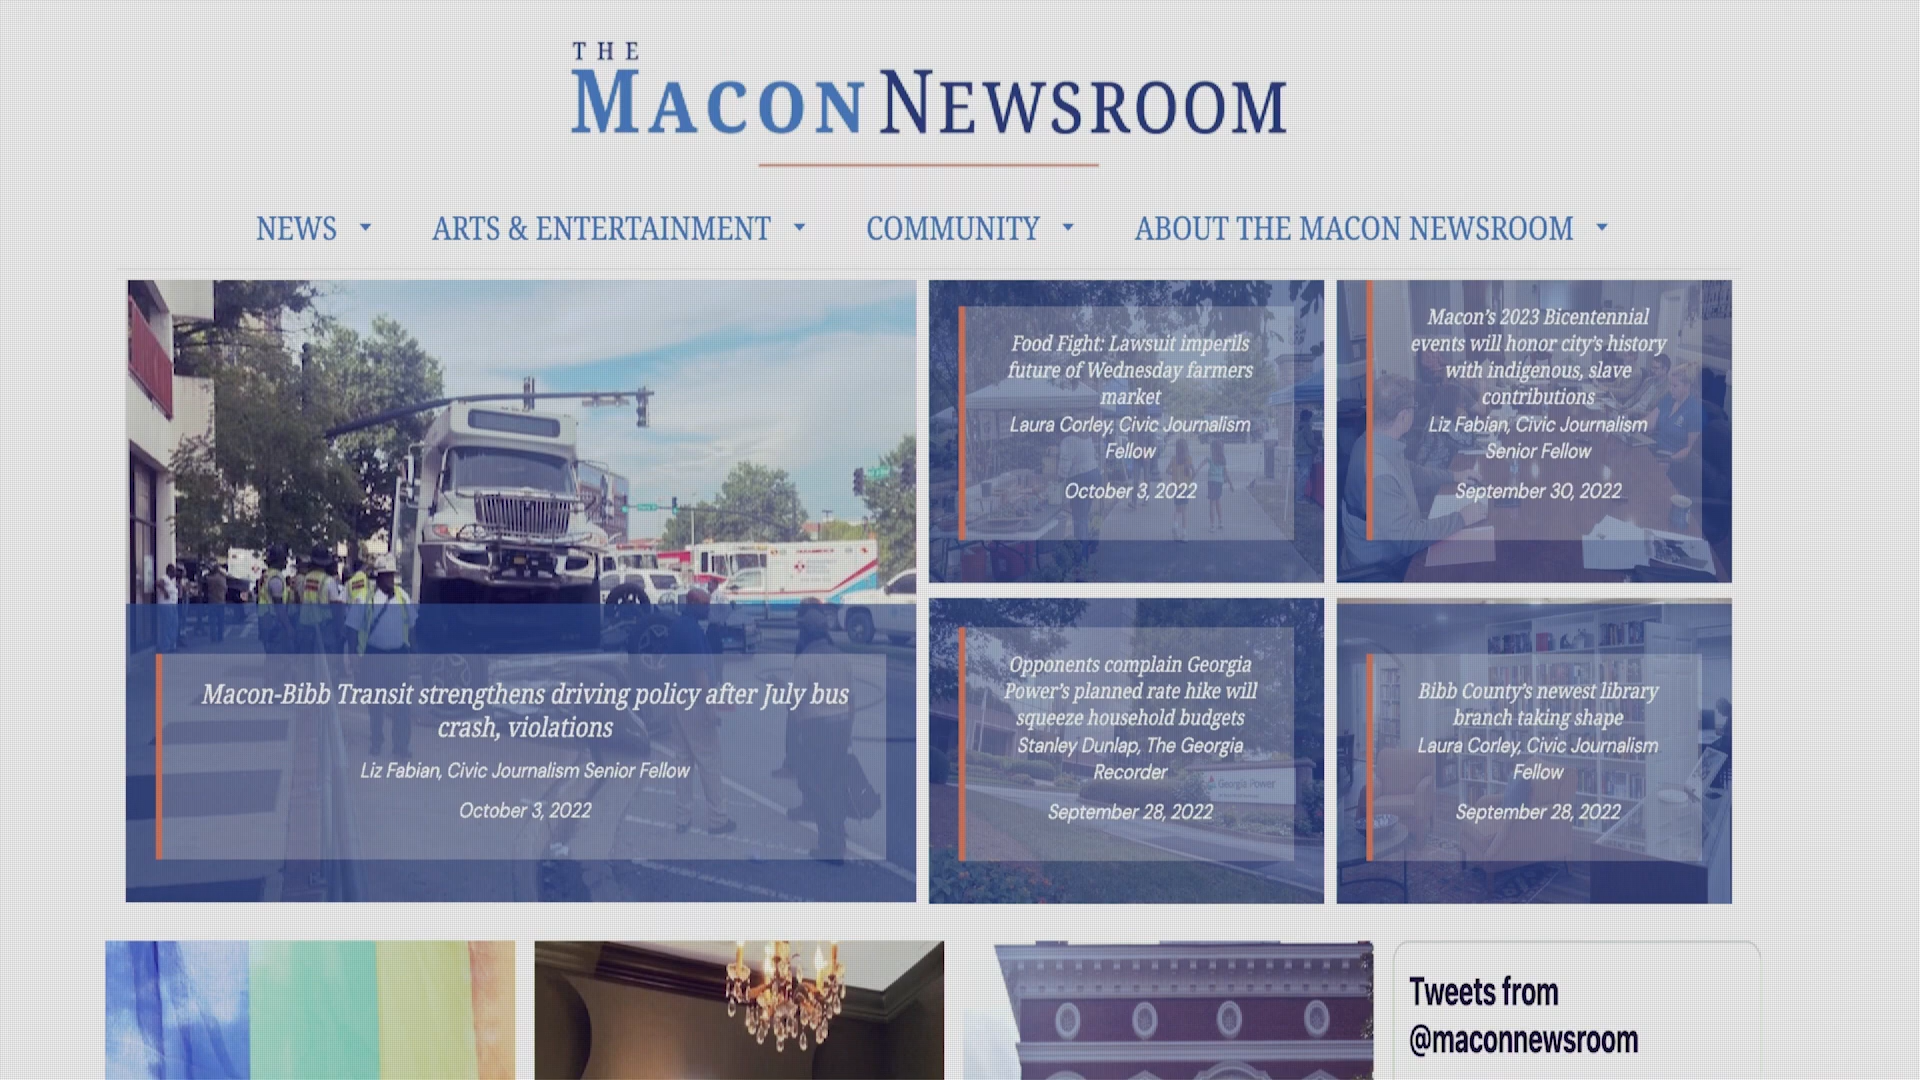 THE
MACON NEWSROOM
NEWS
ARTS & ENTERTAINMENT
COMMUNITY
ABOUT THE MACON NEWSROOM
Macon-Bibb Transit strengthens driving policy after July bus
crash, violations
Liz Fabian, Civic Journalism Senior Fellow
October 3, 2022
Food Fight: Lawsuit imperils
future of Wednesday farmers
market
Laura Corley, Civic Journalism
Fellow
October 3, 2022
Macon's 2023 Bicentennial
events will honor city's history
with indigenous, slave
contributions
Liz Fabian, Civic Journalism
Senior Fellow
September 30, 2022
Opponents complain Georgia
Power's planned rate hike will
squeeze household budgets
Stanley Dunlap, The Georgia
Recorder
Georgia Power
September 28, 2022
Bibb County's newest library
branch taking shape
Laura Corley, Civic Journalism
Fellow
September 28, 2022
Tweets from
@maconnewsroom